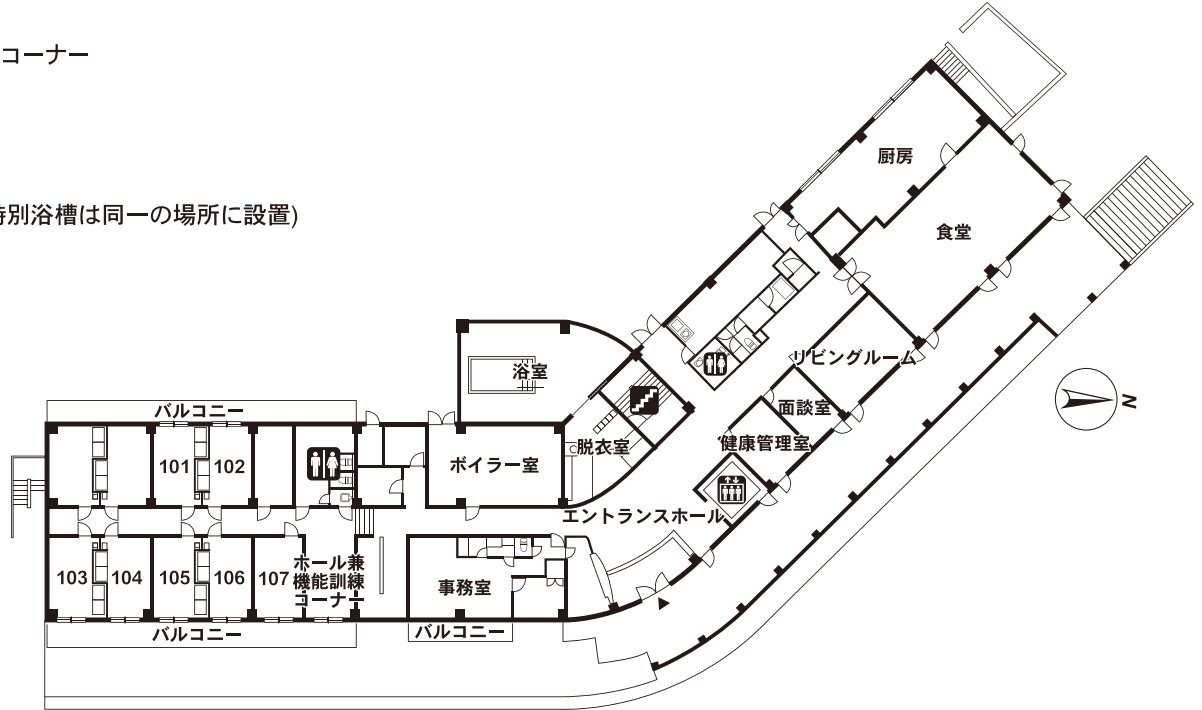 コーナー
別浴槽は同一の場所に設置)
厨房
食堂
リビングルーム
浴室
面談室
バルコニー
脱衣室
健康管理室
N
101
102
ボイラー室
エントランスホール
103
104
105
106
107
ホール兼
機能訓練
コーナー
事務室
バルコニー
バルコニー